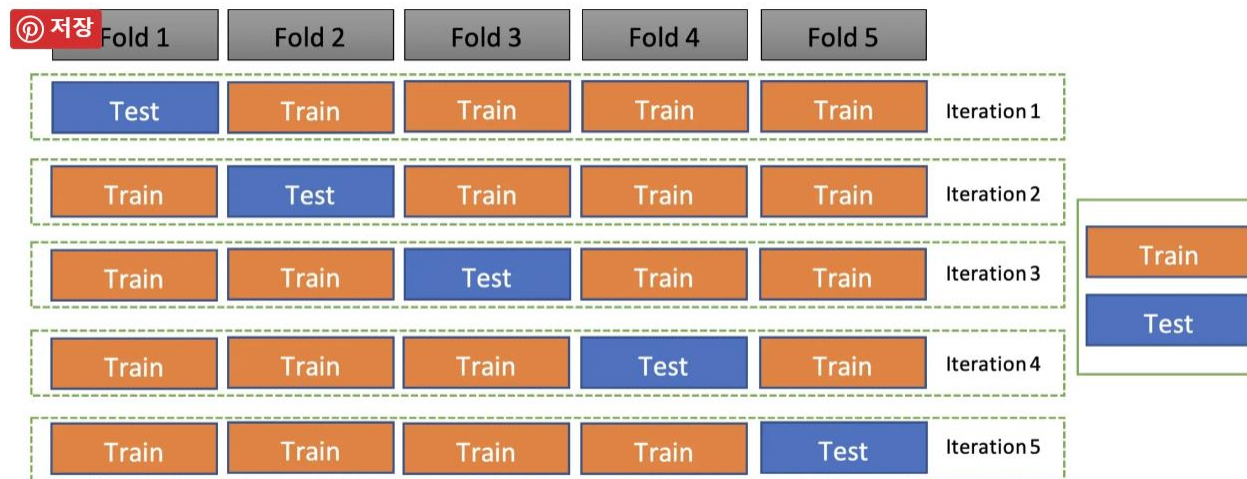 저장
Fold 1 Fold 2 Fold 3 Fold 4 Fold 5
Test Train Train Train Train Iteration 1
Train Test Train Train Train Iteration 2
Train Train Test Train Train Iteration 3
Train Train Train Test Train Iteration 4
Train Train Train Train Test Iteration 5
Train
Test